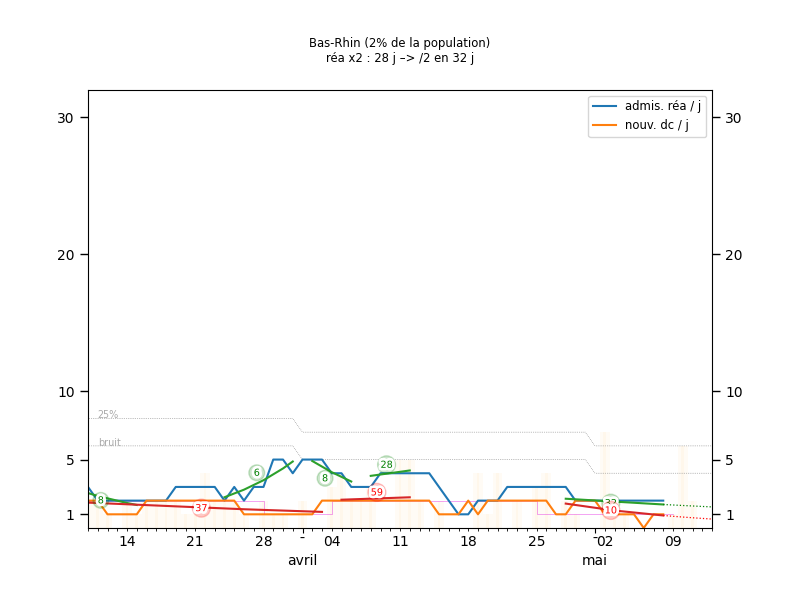 Bas-Rhin (2% de la population)
réa x2 : 28 j –> /2 en 32 j
admis. réa / j
nouv. dc / j
30 30
20 20
10 10
25%
bruit
5 5
6
8
28
59
8
37
32
10
1 1
14 21 28 - 04 11 18 25 - 02 09
avril mai